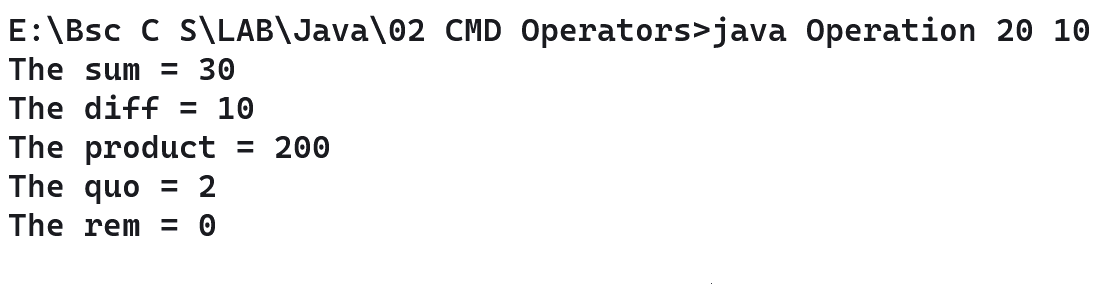 E:\Bsc C S\LAB\Java\02 CMD Operators>java Operation 20 10
The sum = 30
The diff = 10
The product = 200
The quo = 2
The rem = 0